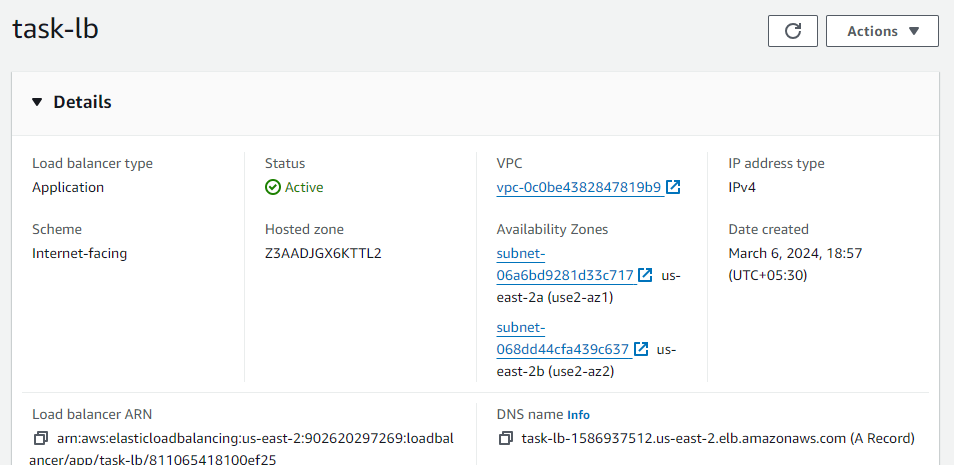 task-lb
Actions
Details
Load balancer type
Application
Status
Active
VPC
vpc-0c0be4382847819b9
IP address type
IPv4
Scheme
Internet-facing
Hosted zone
Z3AADJGX6KTTL2
Availability Zones
subnet-
06a6bd9281d33c717 us-
east-2a (use2-az1)
subnet-
068dd44cfa439c637 us-
east-2b (use2-az2)
Date created
March 6, 2024, 18:57
(UTC+05:30)
Load balancer ARN
arn:aws:elasticloadbalancing:us-east-2:902620297269:loadbal
ancer/app/task-lb/811065418100ef25
DNS name Info
task-lb-1586937512.us-east-2.elb.amazonaws.com (A Record)